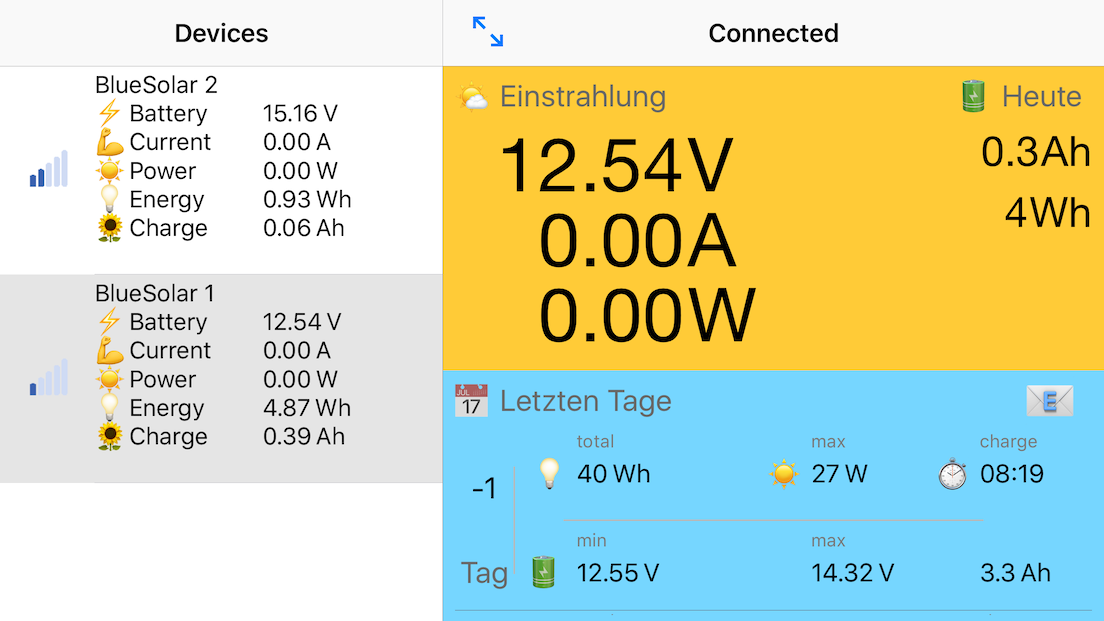 Devices
BlueSolar 2
Battery 15.16 V
Current 0.00 A
Power 0.00 W
Energy 0.93 Wh
Charge 0.06 Ah
BlueSolar 1
Battery 12.54 V
Current 0.00 A
Power 0.00 W
Energy 4.87 Wh
Charge 0.39 Ah
Connected
Einstrahlung
Heute
12.54V
0.00A
0.00W
0.3Ah
4Wh
JUL
17
Letzten Tage
E
-1
Tag
total max charge
40 Wh 27 W 08:19
min max
12.55 V 14.32 V 3.3 Ah